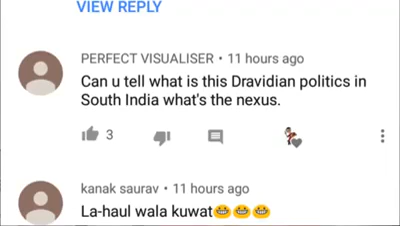 VIEW REPLY
PERFECT VISUALISER • 11 hours ago
Can u tell what is this Dravidian politics in
South India what's the nexus.
3
kanak saurav • 11 hours ago
La-haul wala kuwat😂😂😂